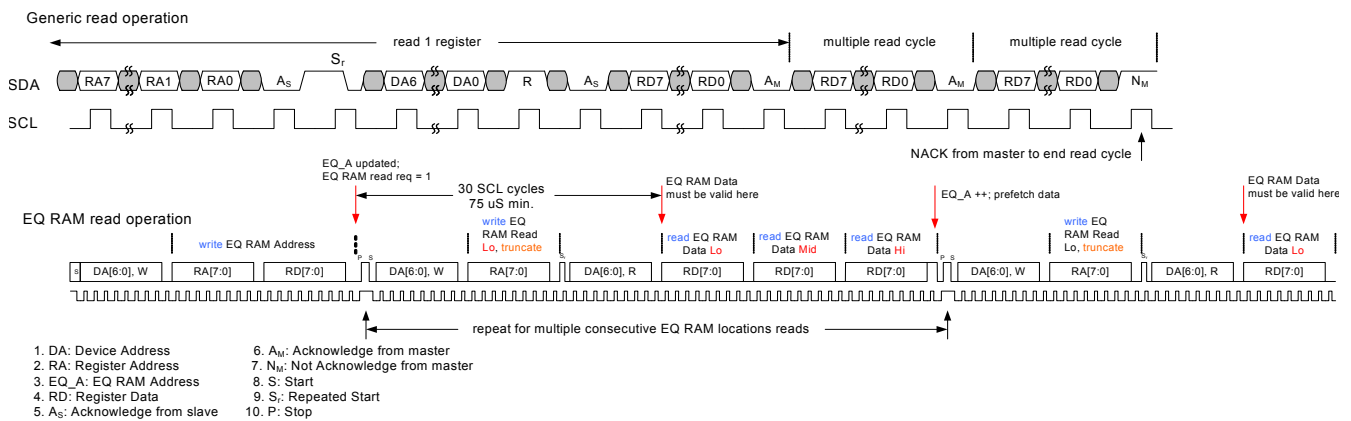 Generic read operation
read 1 register
multiple read cycle
multiple read cycle
Sr
SDA
RA7
RA1
RA0
AS
DA6
DA0
R
AS
RD7
RD0
AM
RD7
RD0
AM
RD7
RD0
NM
SCL
NACK from master to end read cycle
EQ_A updated;
EQ RAM read req = 1
30 SCL cycles
75 uS min.
EQ RAM Data
must be valid here
EQ_A ++; prefetch data
EQ RAM Data
must be valid here
EQ RAM read operation
write EQ RAM Address
write EQ
RAM Read
Lo, truncate
read EQ RAM
Data Lo
read EQ RAM
Data Mid
read EQ RAM
Data Hi
write EQ
RAM Read
Lo, truncate
read EQ RAM
Data Lo
P S
Sr
P S
Sr
S
DA[6:0], W
RA[7:0]
RD[7:0]
DA[6:0], W
RA[7:0]
DA[6:0], R
RD[7:0]
RD[7:0]
RD[7:0]
DA[6:0], W
RA[7:0]
DA[6:0], R
RD[7:0]
repeat for multiple consecutive EQ RAM locations reads
1. DA: Device Address
2. RA: Register Address
3. EQ_A: EQ RAM Address
4. RD: Register Data
5. AS: Acknowledge from slave
6. AM: Acknowledge from master
7. NM: Not Acknowledge from master
8. S: Start
9. Sr: Repeated Start
10. P: Stop